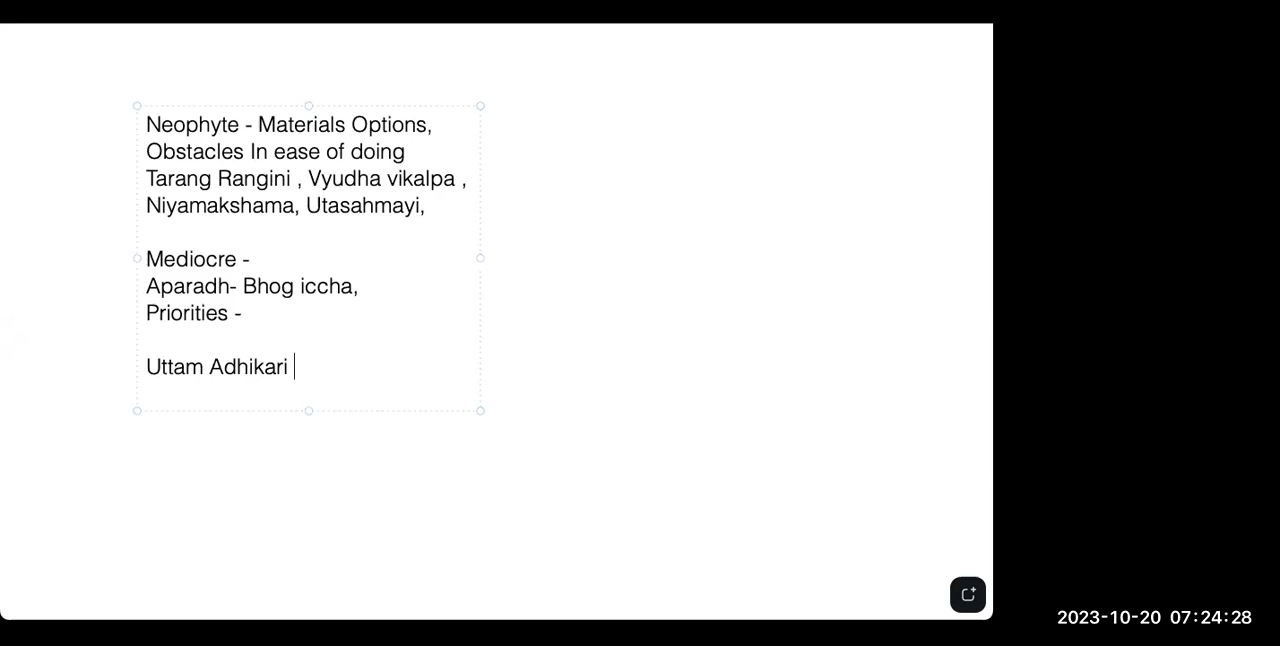 Neophyte - Materials Options,
Obstacles In ease of doing
Tarang Rangini , Vyudha vikalpa ,
Niyamakshama, Utasahmayi,
Mediocre -
Aparadh- Bhog iccha,
Priorities -
Uttam Adhikari
2023-10-20 07:24:28